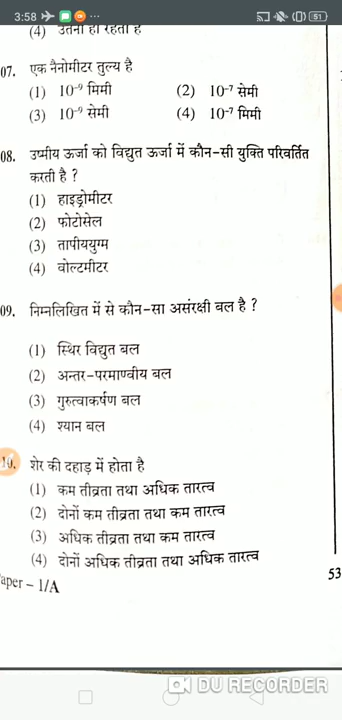 3:58
51
(4) उतना ही रहता है
07. एक नैनोमीटर तुल्य है
(1) 10⁻⁹ मिमी (2) 10⁻⁷ सेमी
(3) 10⁻⁹ सेमी (4) 10⁻⁷ मिमी
08. उष्मीय ऊर्जा को विद्युत ऊर्जा में कौन-सी युक्ति परिवर्तित
करती है ?
(1) हाइड्रोमीटर
(2) फोटोसेल
(3) तापीययुग्म
(4) वोल्टमीटर
09. निम्नलिखित में से कौन-सा असंरक्षी बल है ?
(1) स्थिर विद्युत बल
(2) अन्तर-परमाण्वीय बल
(3) गुरुत्वाकर्षण बल
(4) श्यान बल
10. शेर की दहाड़ में होता है
(1) कम तीव्रता तथा अधिक तारत्व
(2) दोनों कम तीव्रता तथा कम तारत्व
(3) अधिक तीव्रता तथा कम तारत्व
(4) दोनों अधिक तीव्रता तथा अधिक तारत्व
aper – 1/A
53
DU RECORDER